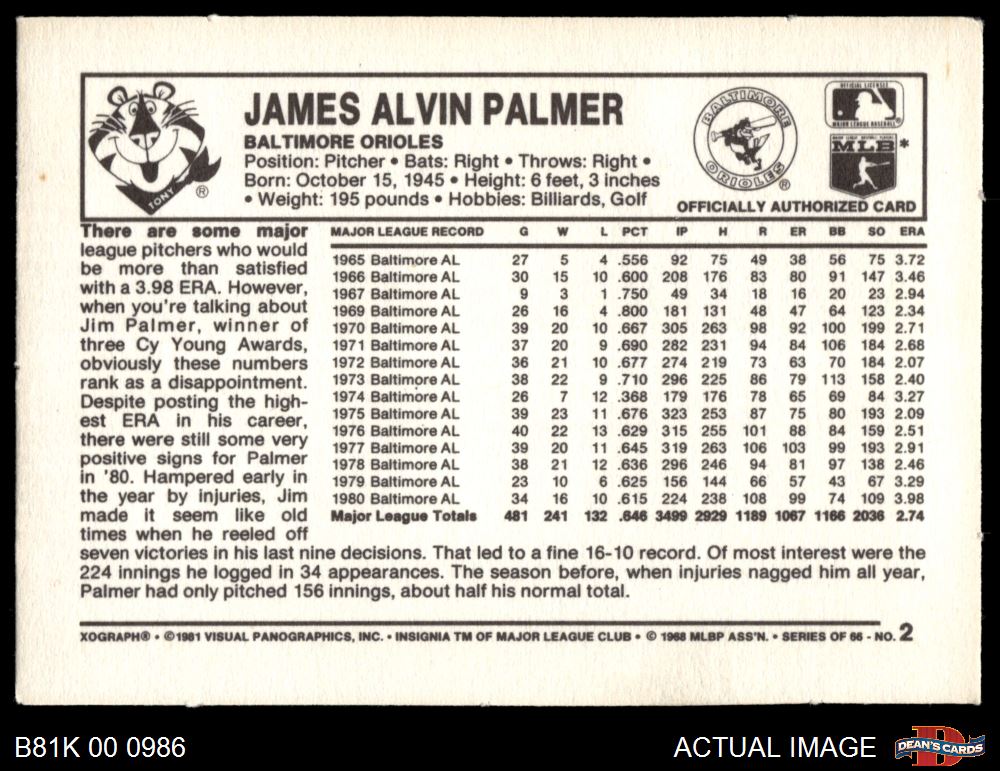 TONY
®
JAMES ALVIN PALMER
BALTIMORE ORIOLES
Position: Pitcher • Bats: Right • Throws: Right •
Born: October 15, 1945 • Height: 6 feet, 3 inches
• Weight: 195 pounds • Hobbies: Billiards, Golf
BALTIMORE
ORIOLES
®
OFFICIAL LICENSEE
MAJOR LEAGUE BASEBALL®
MAJOR LEAGUE BASEBALL PLAYERS
MLB*
OFFICIALLY AUTHORIZED CARD
There are some major
league pitchers who would
be more than satisfied
with a 3.98 ERA. However,
when you're talking about
Jim Palmer, winner of
three Cy Young Awards,
obviously these numbers
rank as a disappointment.
Despite posting the high-
est ERA in his career,
there were still some very
positive signs for Palmer
in '80. Hampered early in
the year by injuries, Jim
made it seem like old
times when he reeled off
seven victories in his last nine decisions. That led to a fine 16-10 record. Of most interest were the
224 innings he logged in 34 appearances. The season before, when injuries nagged him all year,
Palmer had only pitched 156 innings, about half his normal total.
MAJOR LEAGUE RECORD G W L PCT IP H R ER BB SO ERA
1965 Baltimore AL 27 5 4 .556 92 75 49 38 56 75 3.72
1966 Baltimore AL 30 15 10 .600 208 176 83 80 91 147 3.46
1967 Baltimore AL 9 3 1 .750 49 34 18 16 20 23 2.94
1969 Baltimore AL 26 16 4 .800 181 131 48 47 64 123 2.34
1970 Baltimore AL 39 20 10 .667 305 263 98 92 100 199 2.71
1971 Baltimore AL 37 20 9 .690 282 231 94 84 106 184 2.68
1972 Baltimore AL 36 21 10 .677 274 219 73 63 70 184 2.07
1973 Baltimore AL 38 22 9 .710 296 225 86 79 113 158 2.40
1974 Baltimore AL 26 7 12 .368 179 176 78 65 69 84 3.27
1975 Baltimore AL 39 23 11 .676 323 253 87 75 80 193 2.09
1976 Baltimore AL 40 22 13 .629 315 255 101 88 84 159 2.51
1977 Baltimore AL 39 20 11 .645 319 263 106 103 99 193 2.91
1978 Baltimore AL 38 21 12 .636 296 246 94 81 97 138 2.46
1979 Baltimore AL 23 10 6 .625 156 144 66 57 43 67 3.29
1980 Baltimore AL 34 16 10 .615 224 238 108 99 74 109 3.98
Major League Totals 481 241 132 .646 3499 2929 1189 1067 1166 2036 2.74
XOGRAPH® • ©1981 VISUAL PANOGRAPHICS, INC. • INSIGNIA TM OF MAJOR LEAGUE CLUB • © 1968 MLBP ASS'N. • SERIES OF 66 - NO. 2
B81K 00 0986
ACTUAL IMAGE
DEAN'S CARDS